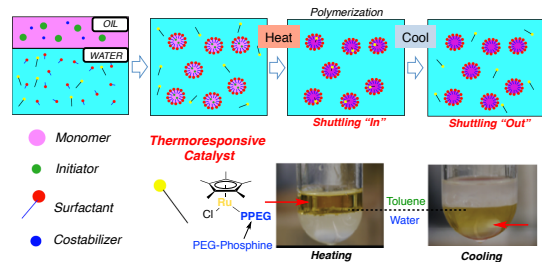 OIL
WATER
Polymerization
Heat
Cool
Shuttling “In”
Shuttling “Out”
Monomer
Initiator
Surfactant
Costabilizer
Thermoresponsive
Catalyst
Ru
Cl
PPEG
PEG-Phosphine
Toluene
Water
Heating
Cooling